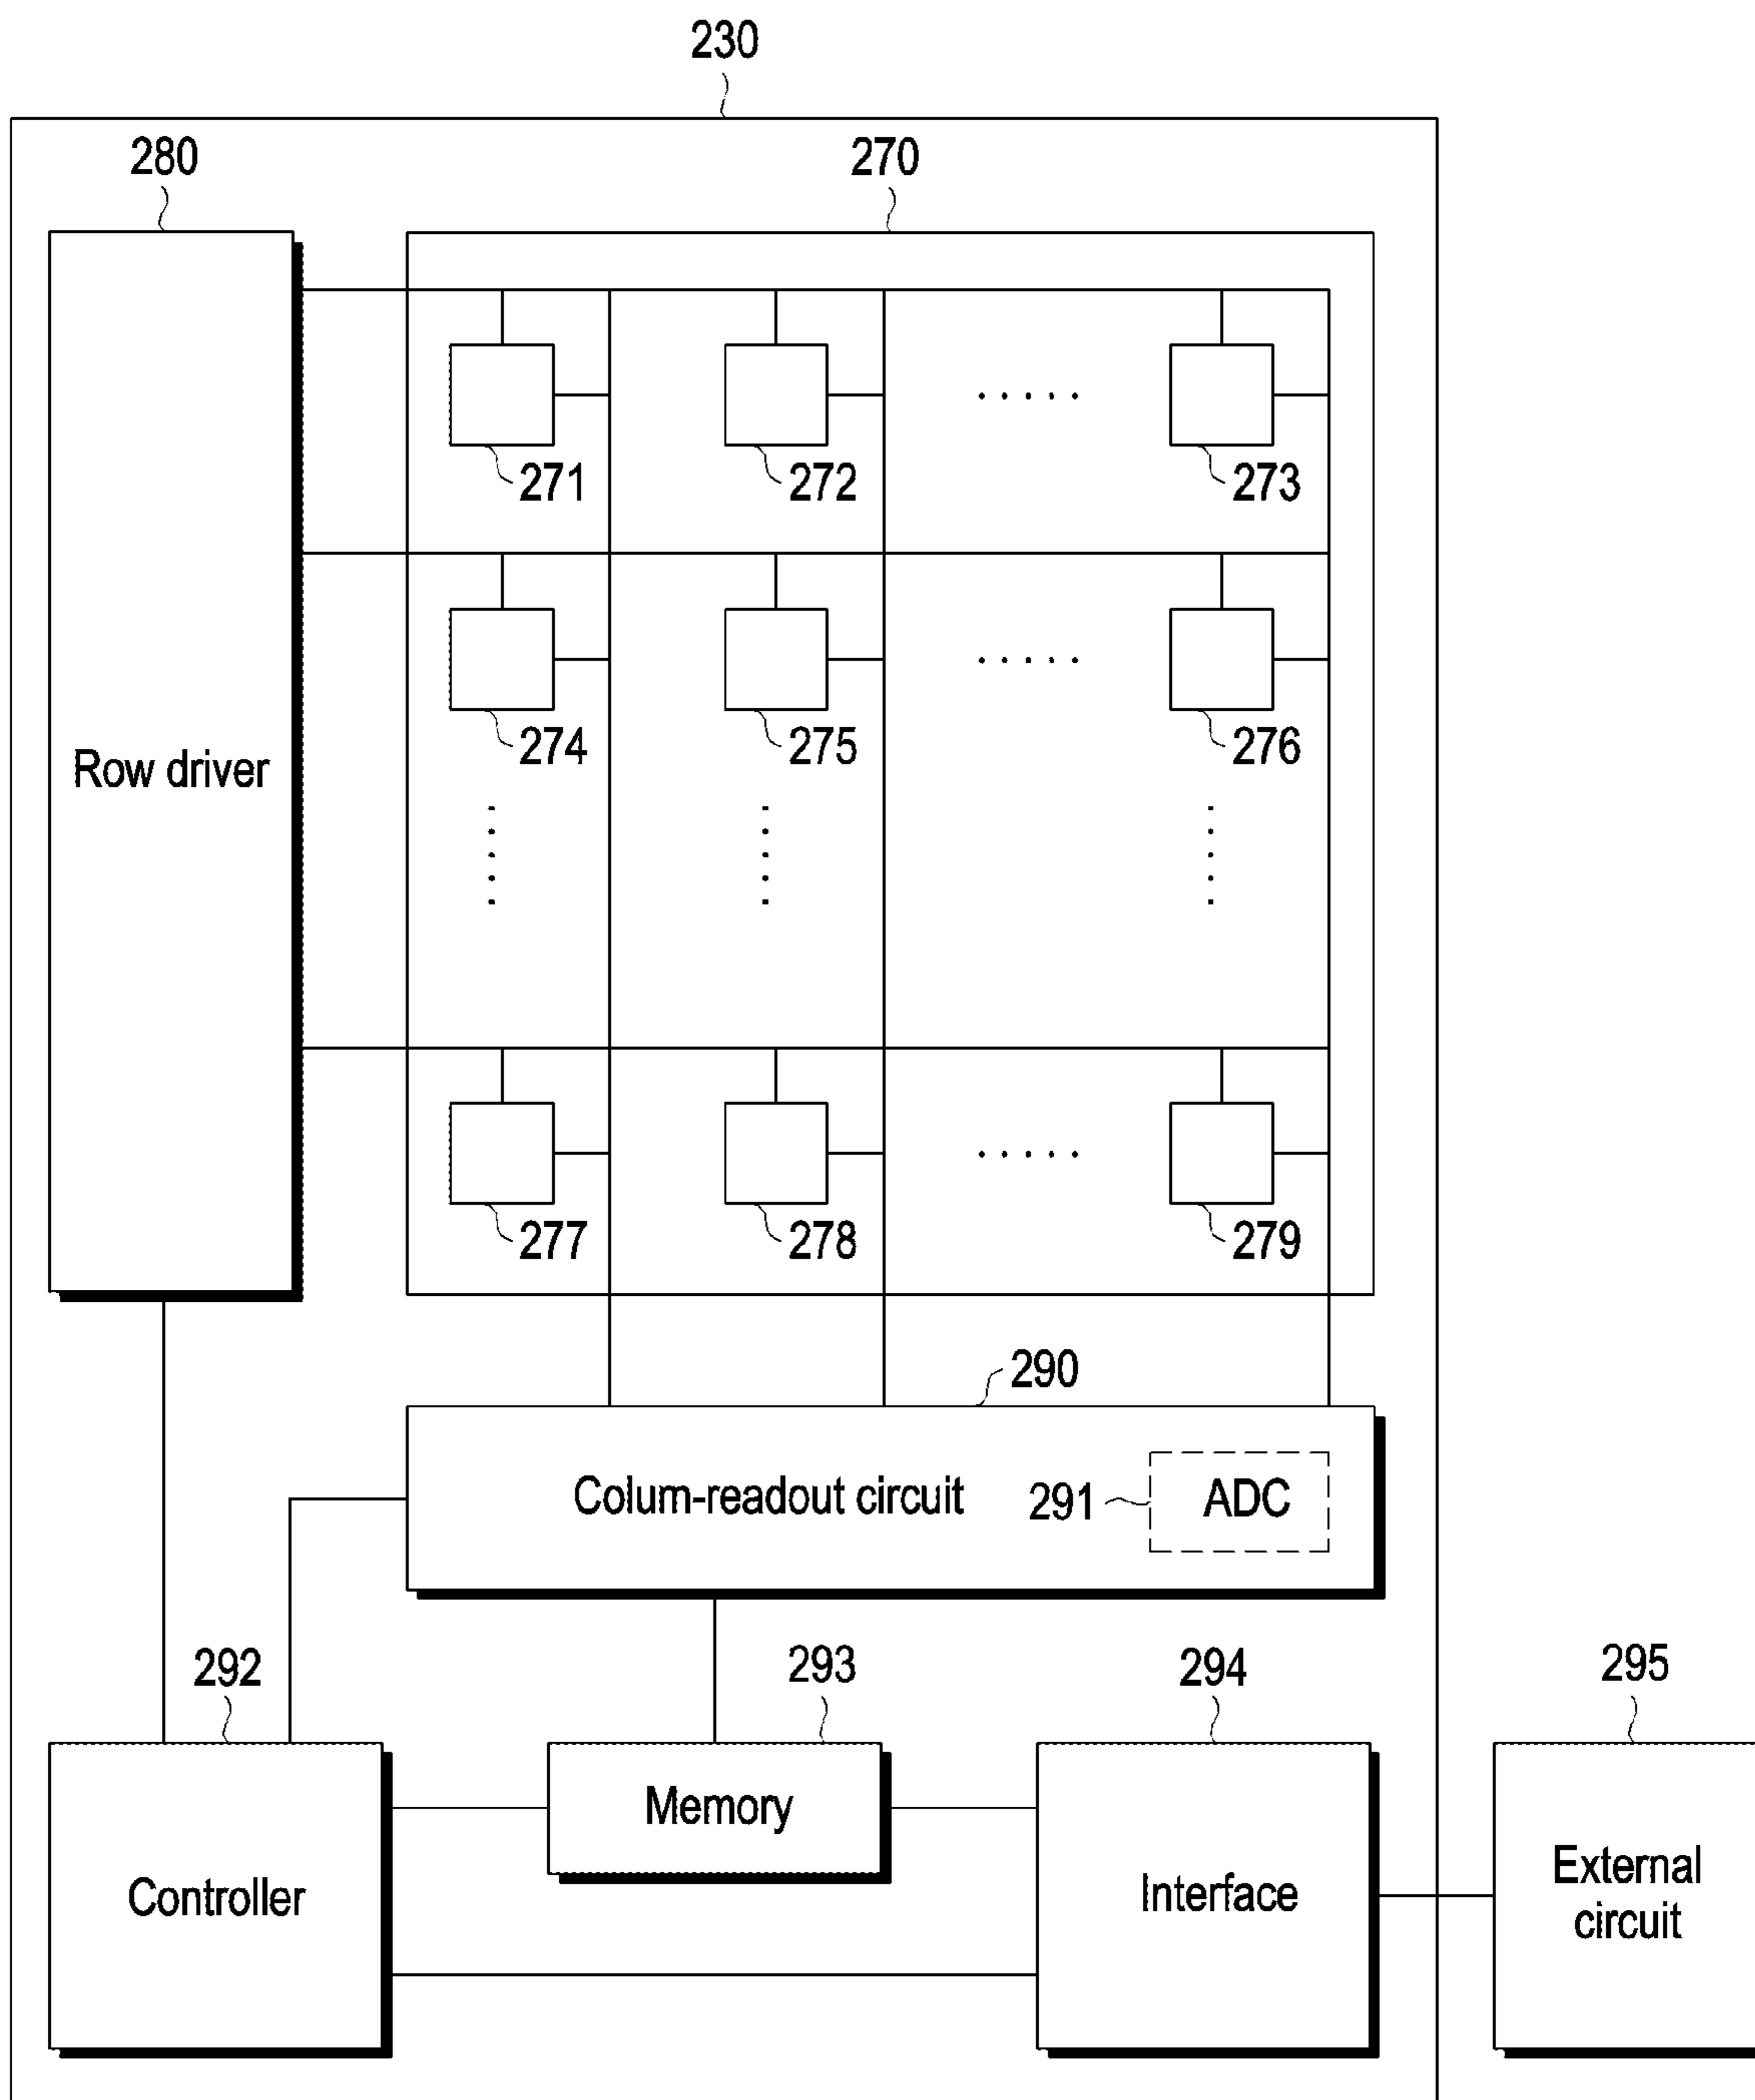 230
280
270
271
272
273
274
275
276
Row driver
277
278
279
290
Colum-readout circuit
291
ADC
292
293
294
295
Memory
Controller
Interface
External
circuit